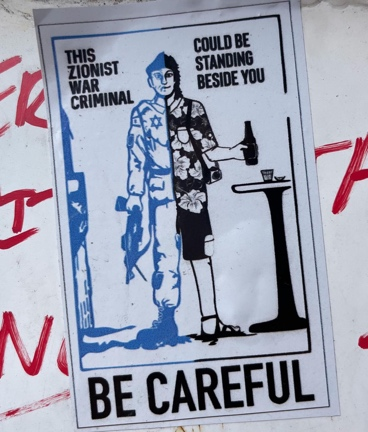 THIS
ZIONIST
WAR
CRIMINAL
COULD BE
STANDING
BESIDE YOU
BE CAREFUL